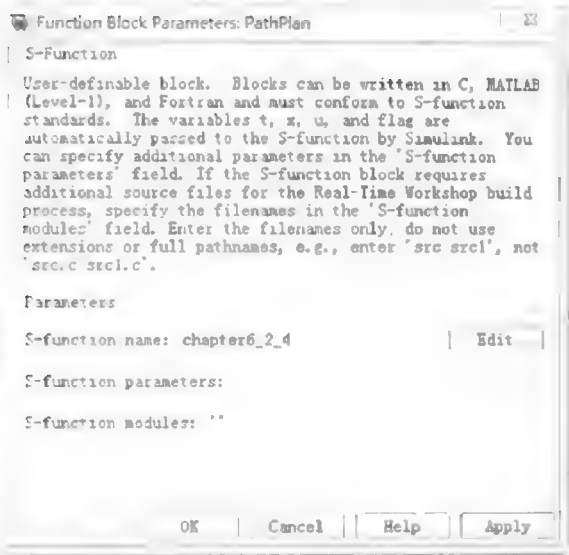 Function Block Parameters: PathPlan
S-Function
User-definable block. Blocks can be written in C, MATLAB
(Level-1), and Fortran and must conform to S-function
standards. The variables t, x, u, and flag are
automatically passed to the S-function by Simulink. You
can specify additional parameters in the 'S-function
parameters' field. If the S-function block requires
additional source files for the Real-Time Workshop build
process, specify the filenames in the 'S-function
modules' field. Enter the filenames only, do not use
extensions or full pathnames, e.g., enter 'src src1', not
'src.c src1.c'.
Parameters
S-function name: chapter6_2_4 Edit
S-function parameters:
S-function modules: ''
OK Cancel Help Apply